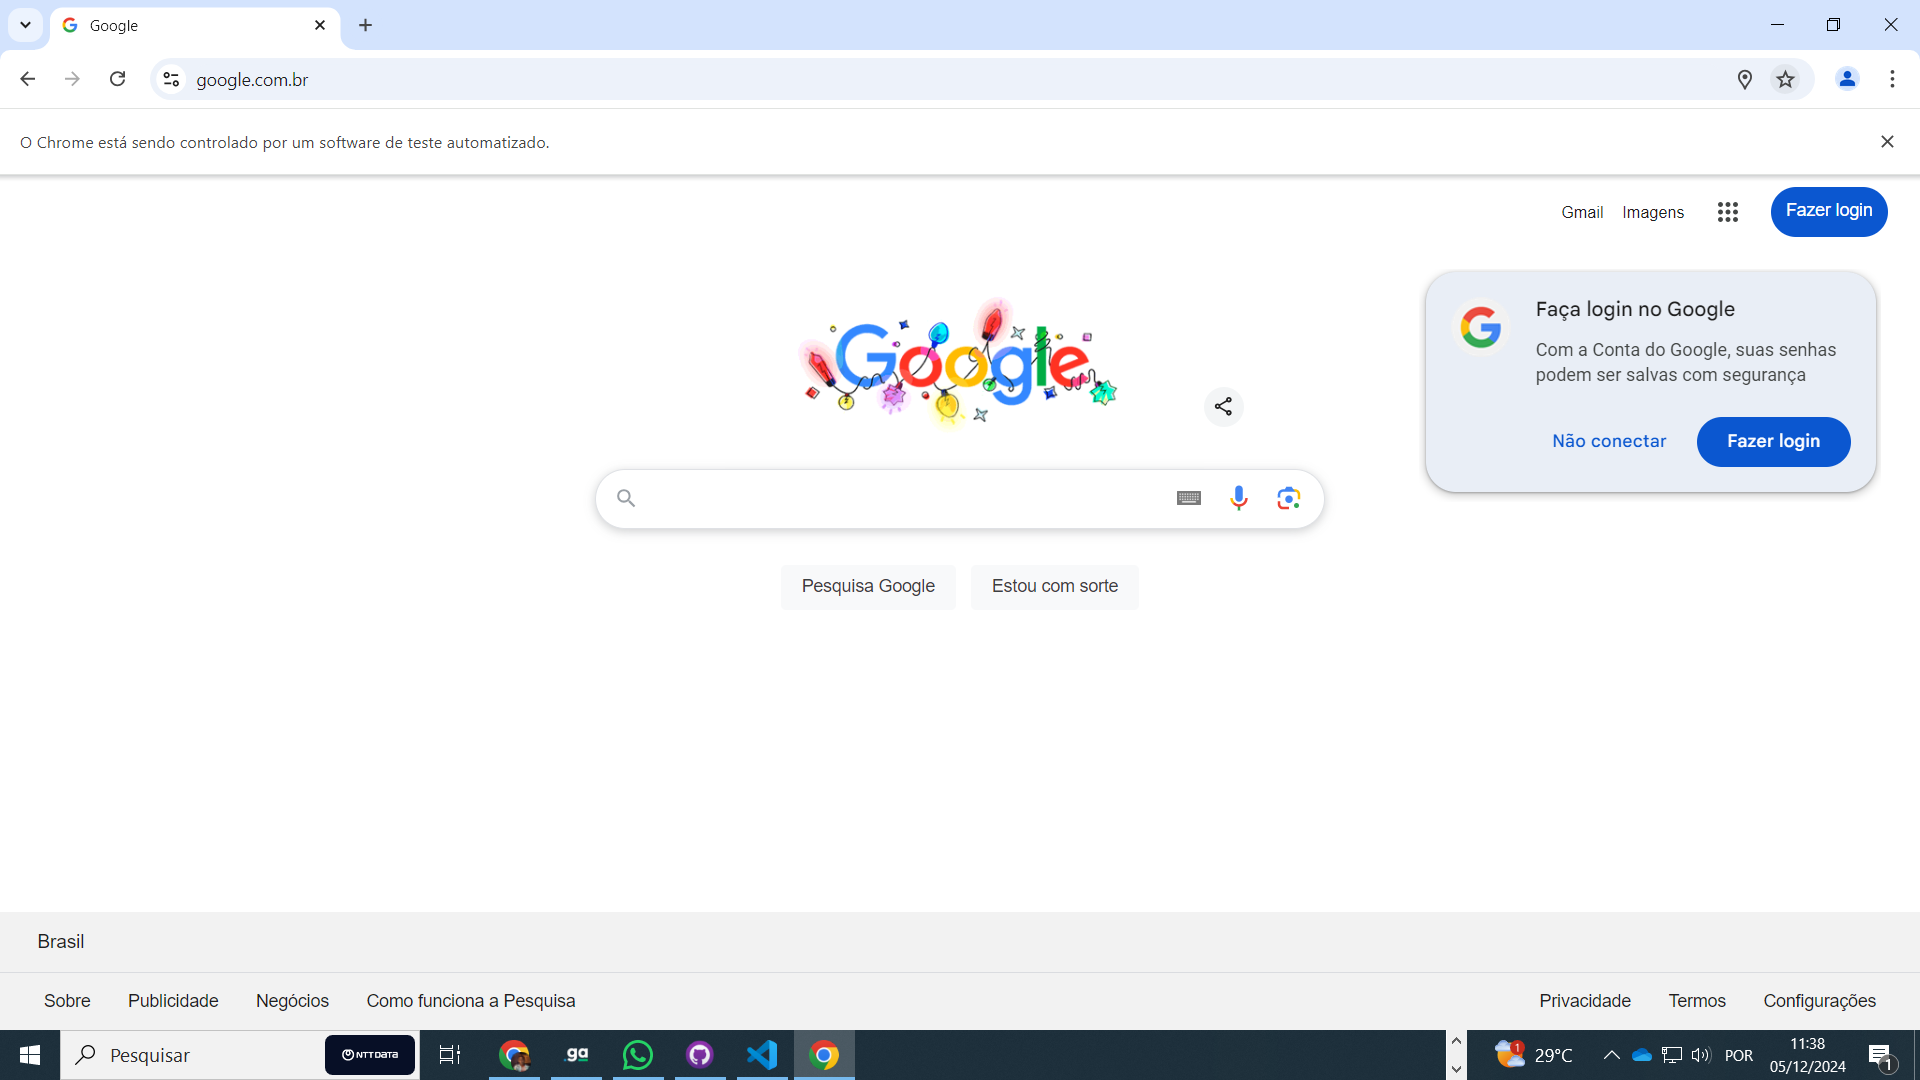 Google
google.com.br
O Chrome está sendo controlado por um software de teste automatizado.
Gmail Imagens Fazer login
Google
Faça login no Google
Com a Conta do Google, suas senhas
podem ser salvas com segurança
Não conectar Fazer login
Pesquisa Google Estou com sorte
Brasil
Sobre Publicidade Negócios Como funciona a Pesquisa Privacidade Termos Configurações
Pesquisar NTT DATA .ga 1 29°C POR 11:38
05/12/2024 1